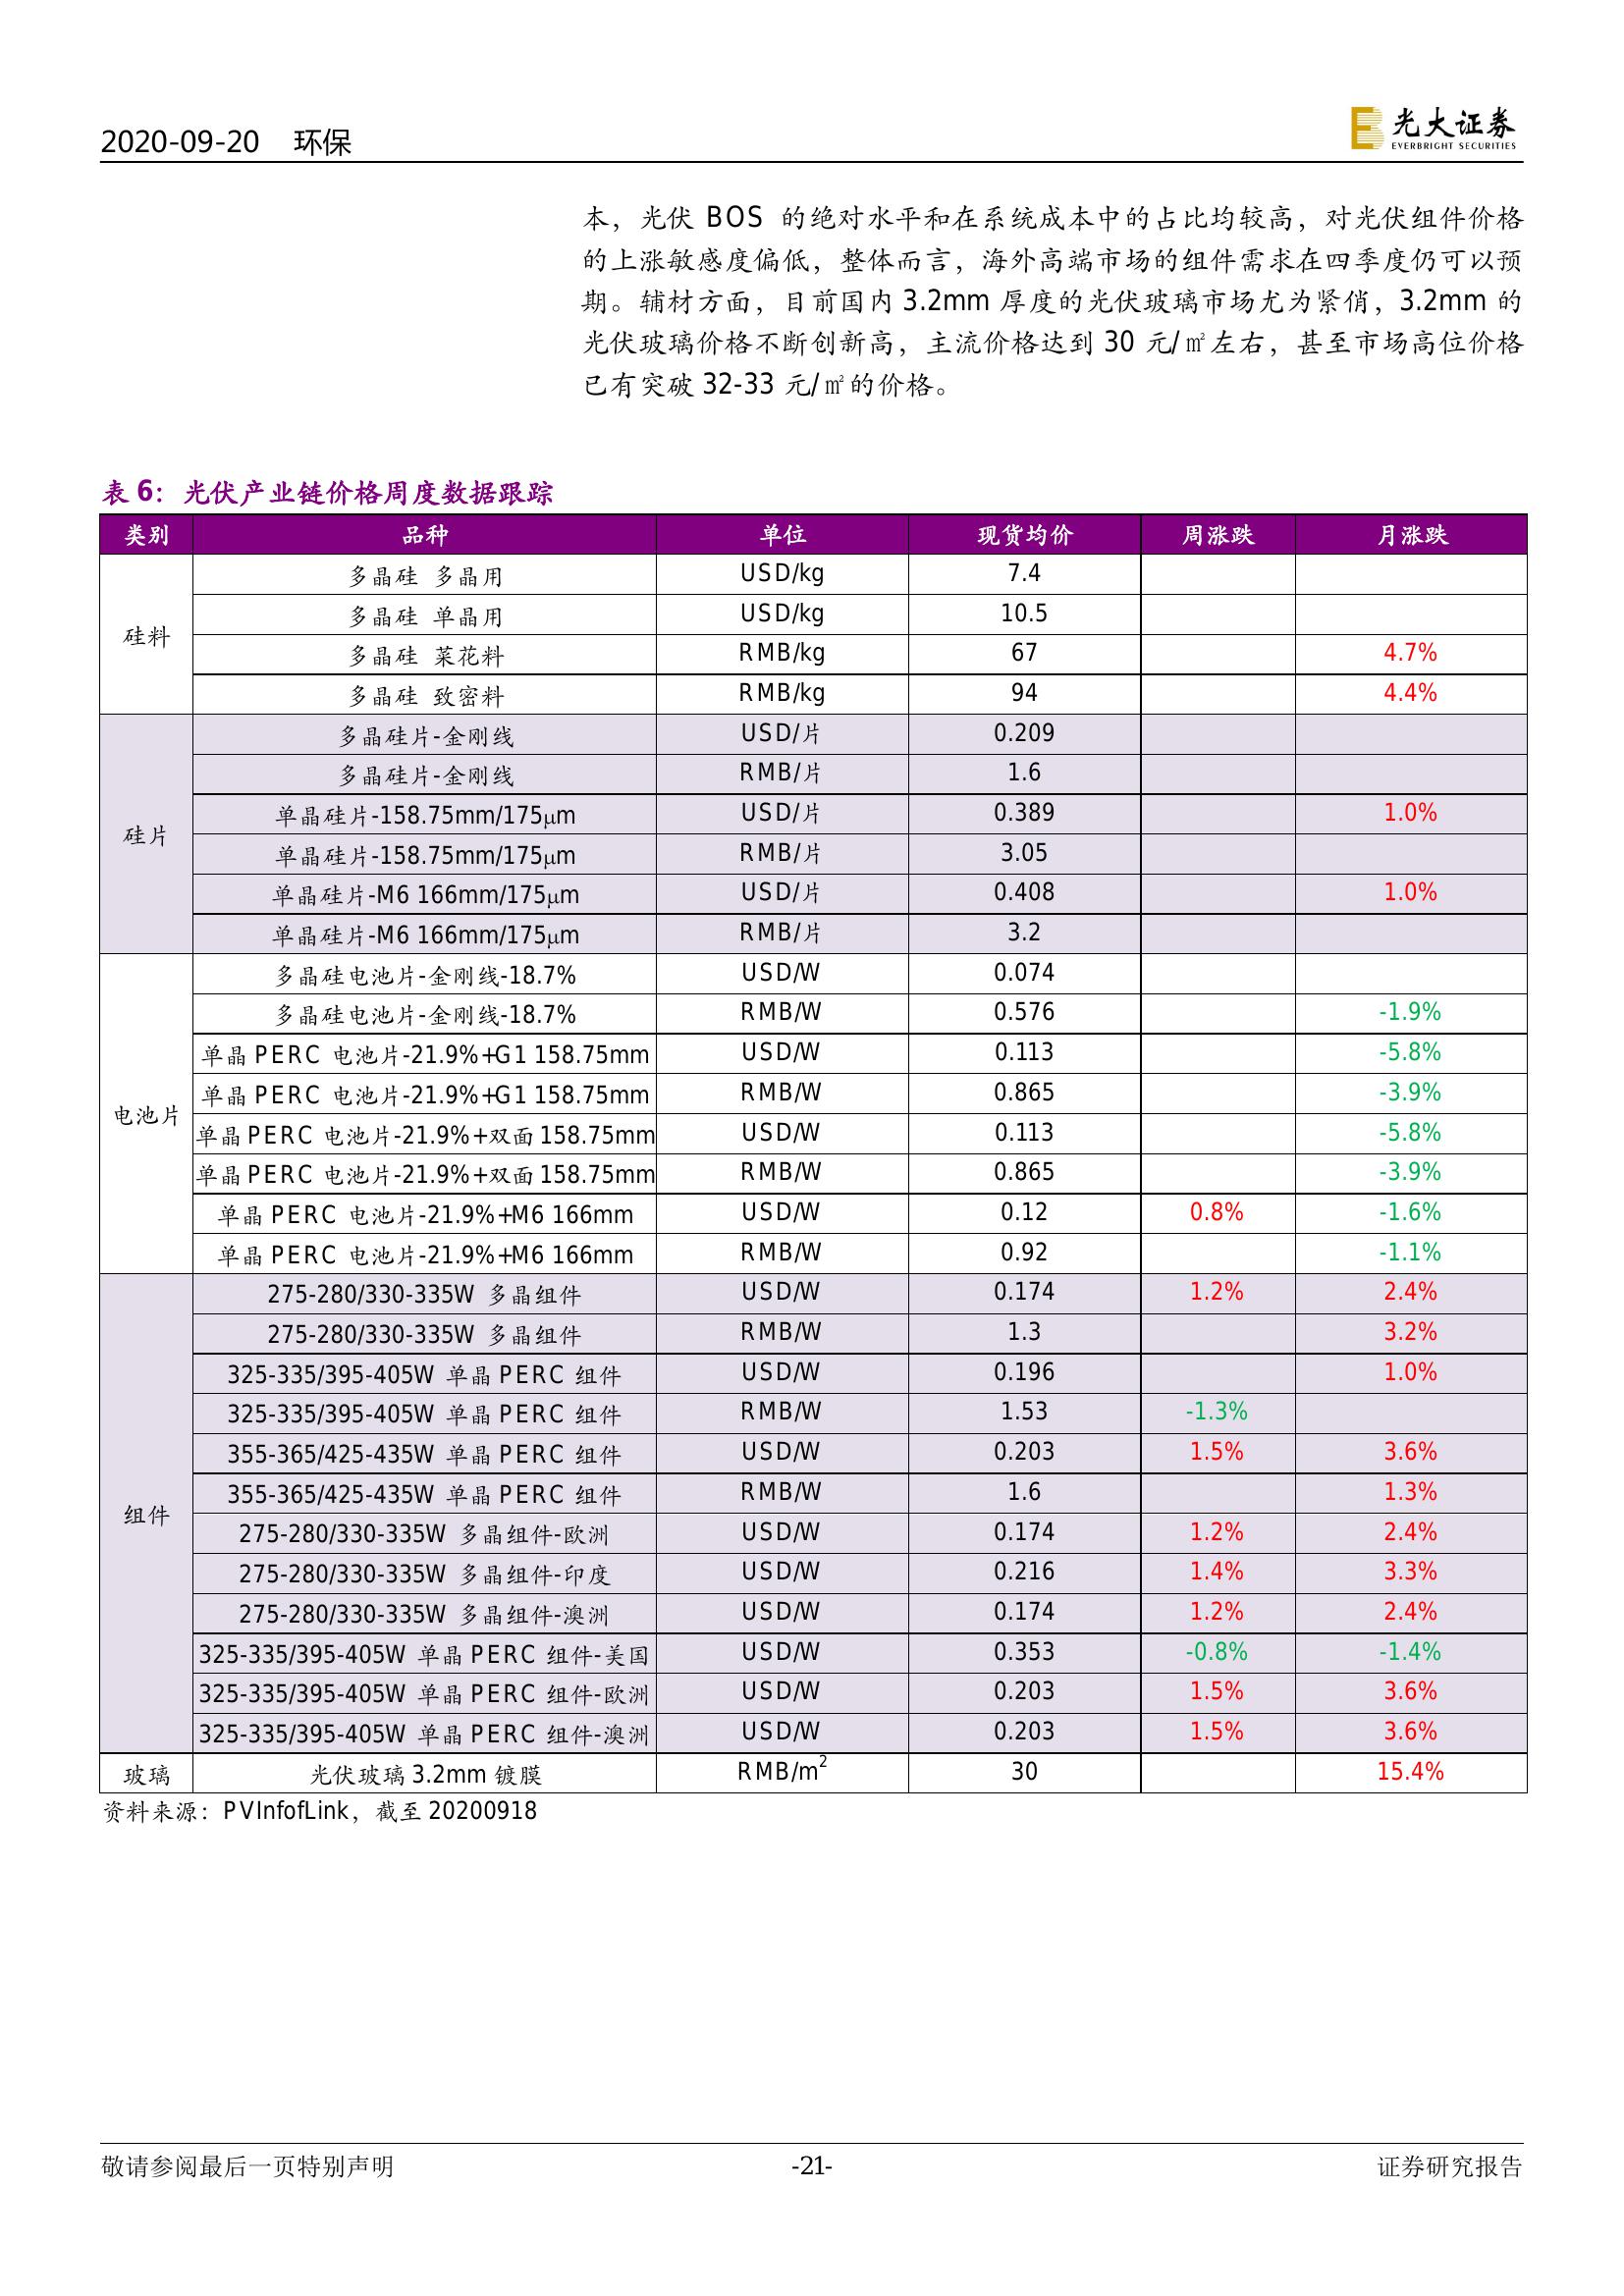 2020-09-20 环保
光大证券
EVERBRIGHT SECURITIES
本，光伏 BOS 的绝对水平和在系统成本中的占比均较高，对光伏组件价格
的上涨敏感度偏低，整体而言，海外高端市场的组件需求在四季度仍可以预
期。辅材方面，目前国内 3.2mm 厚度的光伏玻璃市场尤为紧俏，3.2mm 的
光伏玻璃价格不断创新高，主流价格达到 30 元/㎡左右，甚至市场高位价格
已有突破 32-33 元/㎡的价格。
表 6：光伏产业链价格周度数据跟踪
类别 品种 单位 现货均价 周涨跌 月涨跌
硅料
多晶硅 多晶用 USD/kg 7.4
多晶硅 单晶用 USD/kg 10.5
多晶硅 菜花料 RMB/kg 67 4.7%
多晶硅 致密料 RMB/kg 94 4.4%
硅片
多晶硅片-金刚线 USD/片 0.209
多晶硅片-金刚线 RMB/片 1.6
单晶硅片-158.75mm/175μm USD/片 0.389 1.0%
单晶硅片-158.75mm/175μm RMB/片 3.05
单晶硅片-M6 166mm/175μm USD/片 0.408 1.0%
单晶硅片-M6 166mm/175μm RMB/片 3.2
电池片
多晶硅电池片-金刚线-18.7% USD/W 0.074
多晶硅电池片-金刚线-18.7% RMB/W 0.576 -1.9%
单晶 PERC 电池片-21.9%+G1 158.75mm USD/W 0.113 -5.8%
单晶 PERC 电池片-21.9%+G1 158.75mm RMB/W 0.865 -3.9%
单晶 PERC 电池片-21.9%+双面 158.75mm USD/W 0.113 -5.8%
单晶 PERC 电池片-21.9%+双面 158.75mm RMB/W 0.865 -3.9%
单晶 PERC 电池片-21.9%+M6 166mm USD/W 0.12 0.8% -1.6%
单晶 PERC 电池片-21.9%+M6 166mm RMB/W 0.92 -1.1%
组件
275-280/330-335W 多晶组件 USD/W 0.174 1.2% 2.4%
275-280/330-335W 多晶组件 RMB/W 1.3 3.2%
325-335/395-405W 单晶 PERC 组件 USD/W 0.196 1.0%
325-335/395-405W 单晶 PERC 组件 RMB/W 1.53 -1.3%
355-365/425-435W 单晶 PERC 组件 USD/W 0.203 1.5% 3.6%
355-365/425-435W 单晶 PERC 组件 RMB/W 1.6 1.3%
275-280/330-335W 多晶组件-欧洲 USD/W 0.174 1.2% 2.4%
275-280/330-335W 多晶组件-印度 USD/W 0.216 1.4% 3.3%
275-280/330-335W 多晶组件-澳洲 USD/W 0.174 1.2% 2.4%
325-335/395-405W 单晶 PERC 组件-美国 USD/W 0.353 -0.8% -1.4%
325-335/395-405W 单晶 PERC 组件-欧洲 USD/W 0.203 1.5% 3.6%
325-335/395-405W 单晶 PERC 组件-澳洲 USD/W 0.203 1.5% 3.6%
玻璃 光伏玻璃 3.2mm 镀膜 RMB/m² 30 15.4%
资料来源：PVInfofLink，截至 20200918
敬请参阅最后一页特别声明 -21- 证券研究报告